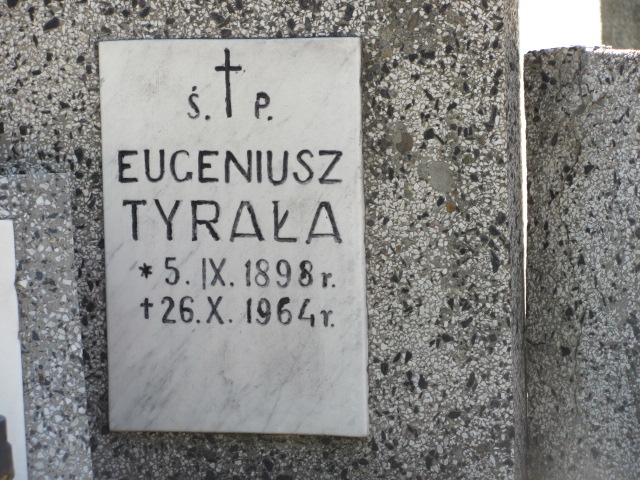 Ś. P.
EUGENIUSZ
TYRAŁA
* 5. IX. 1898 r.
† 26. X. 1964 r.